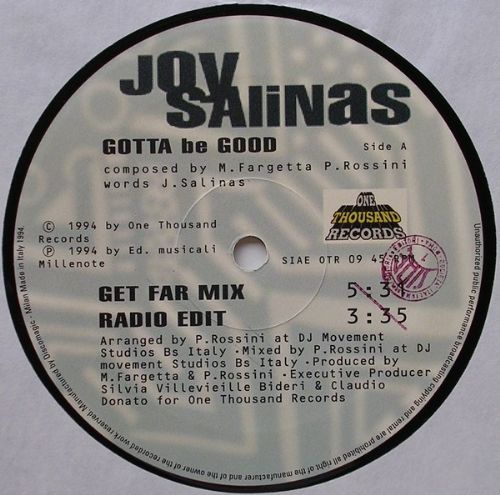 JOY
SALINAS
GOTTA be GOOD
Side A
composed by M.Fargetta P.Rossini
words J.Salinas
ONE
THOUSAND
RECORDS
© 1994 by One Thousand
Records
℗ 1994 by Ed. musicali
Millenote
SIAE OTR 09 45 RPM
GET FAR MIX 5:34
RADIO EDIT 3:35
Arranged by P.Rossini at DJ Movement
Studios Bs Italy ·Mixed by P.Rossini at DJ
movement Studios Bs Italy ·Produced by
M.Fargetta & P.Rossini ·Executive Producer
Silvia Villevieille Bideri & Claudio
Donato for One Thousand Records
Unauthorized public performance broadcasting copying and rental are prohibited all right of the manufacturer and of the owner of the recorded work reserved. Manufactured by Discomagic - Milan Made in Italy 1994.